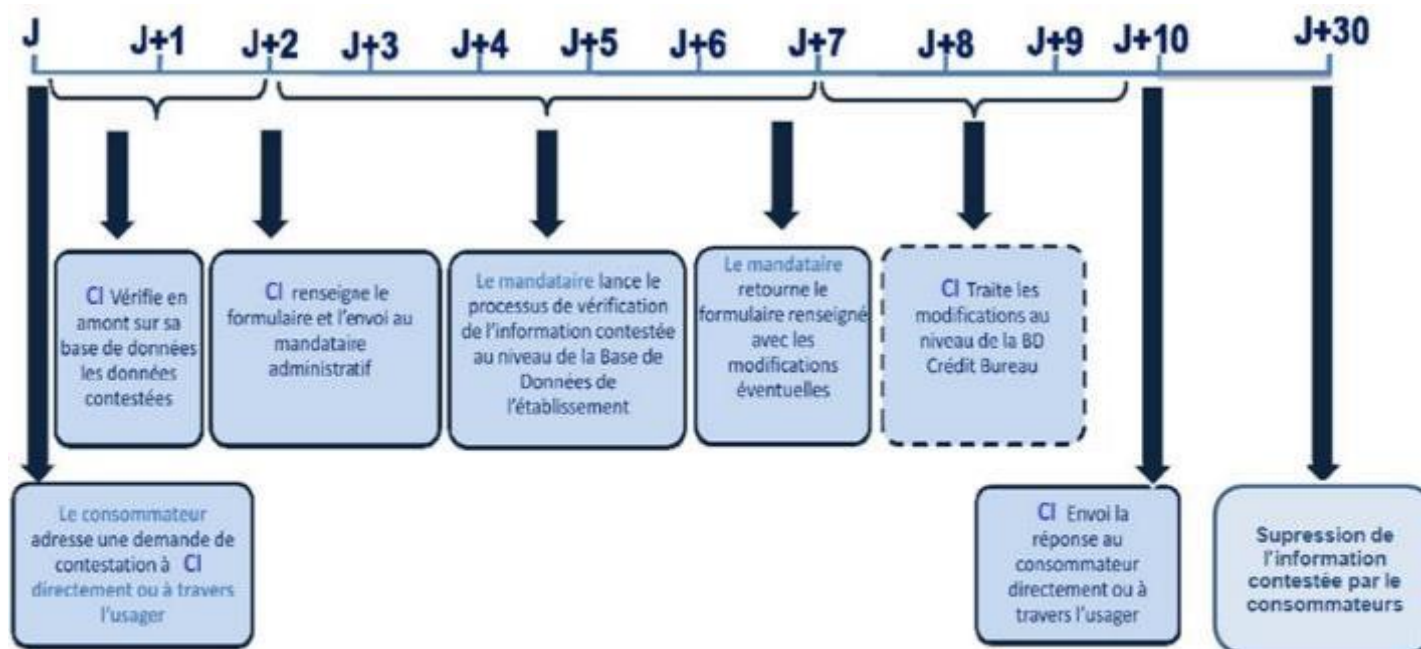 J J+1 J+2 J+3 J+4 J+5 J+6 J+7 J+8 J+9 J+10 J+30
CI Vérifie en
amont sur sa
base de données
les données
contestées
CI renseigne le
formulaire et l'envoi au
mandataire
administratif
Le mandataire lance le
processus de vérification
de l'information contestée
au niveau de la Base de
Données de
l'établissement
Le mandataire
retourne le
formulaire renseigné
avec les
modifications
éventuelles
CI Traite les
modifications au
niveau de la BD
Crédit Bureau
Le consommateur
adresse une demande de
contestation à CI
directement ou à travers
l'usager
CI Envoi la
réponse au
consommateur
directement ou à
travers l'usager
Supression de
l'information
contestée par le
consommateurs